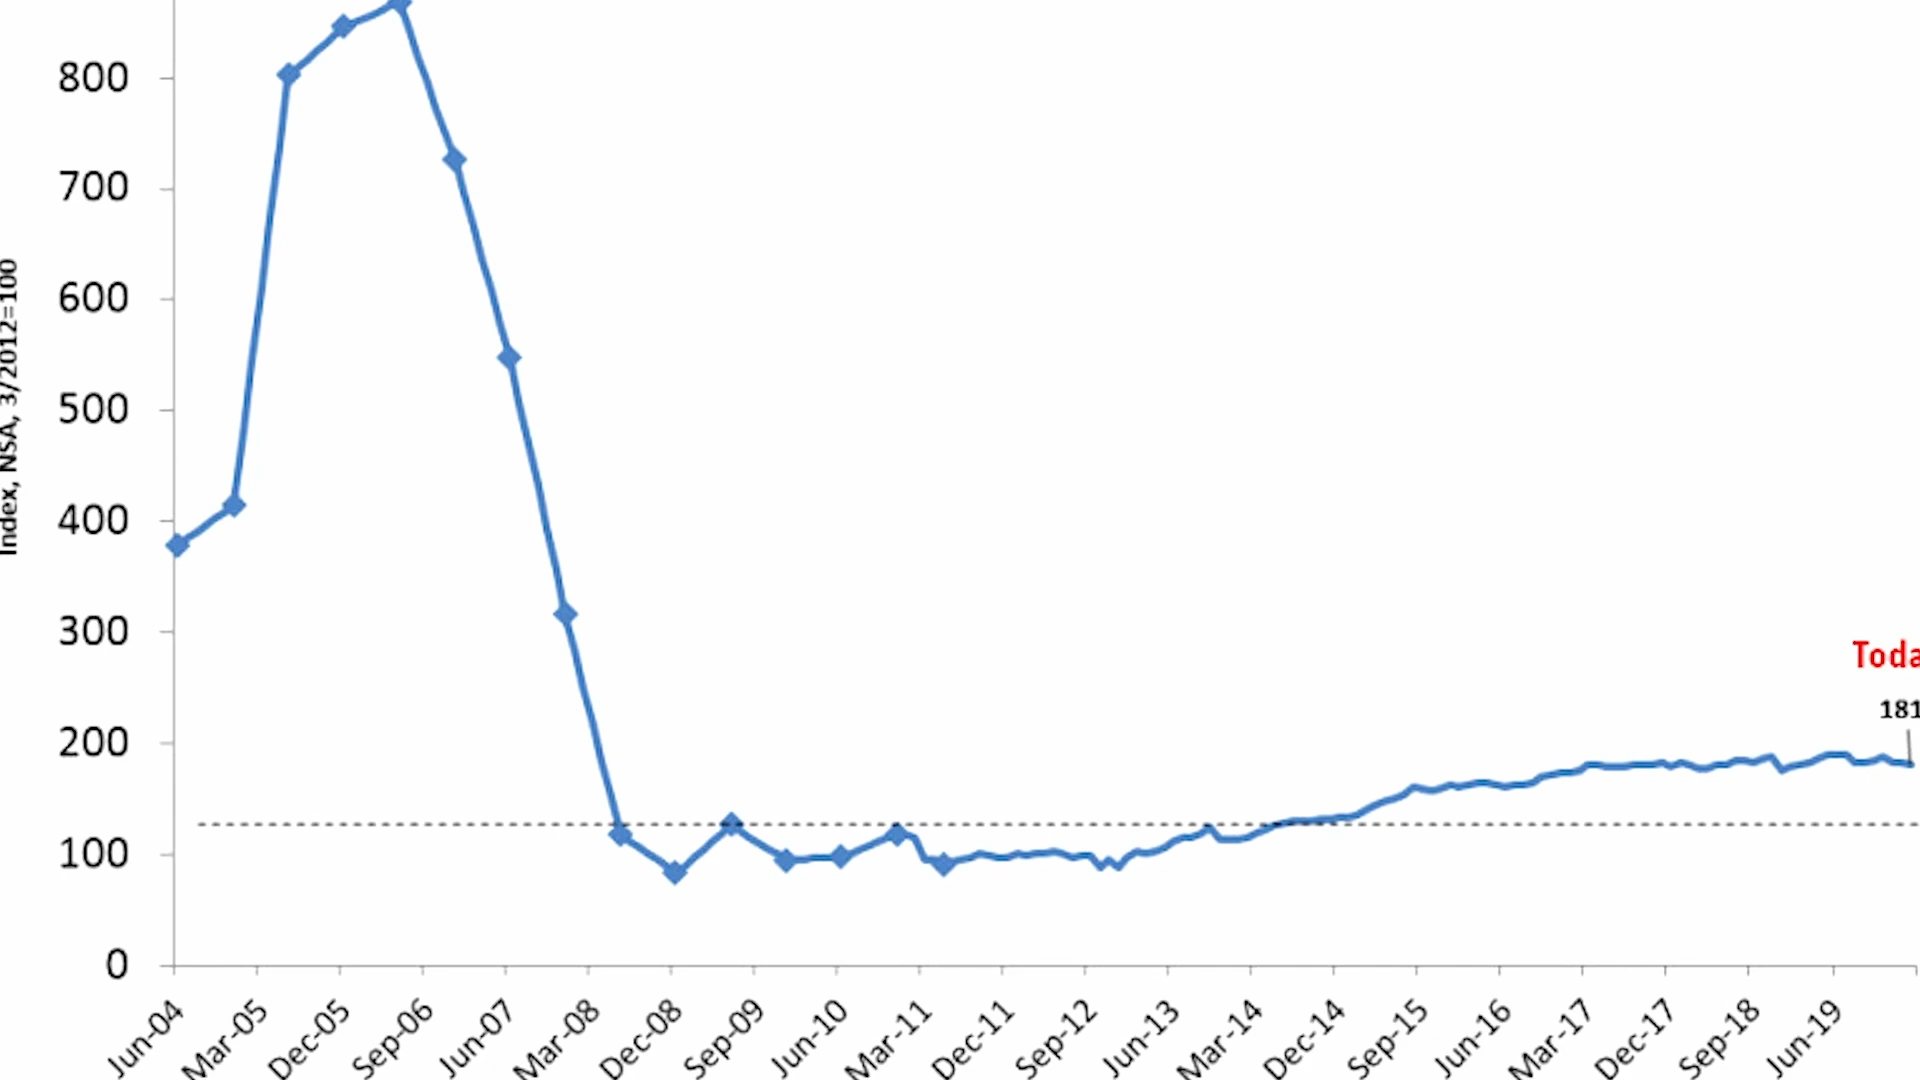 800
700
600
500
400
300
200
100
0
Index, NSA, 3/2012=100
Toda
181
Jun-04
Mar-05
Dec-05
Sep-06
Jun-07
Mar-08
Dec-08
Sep-09
Jun-10
Mar-11
Dec-11
Sep-12
Jun-13
Mar-14
Dec-14
Sep-15
Jun-16
Mar-17
Dec-17
Sep-18
Jun-19